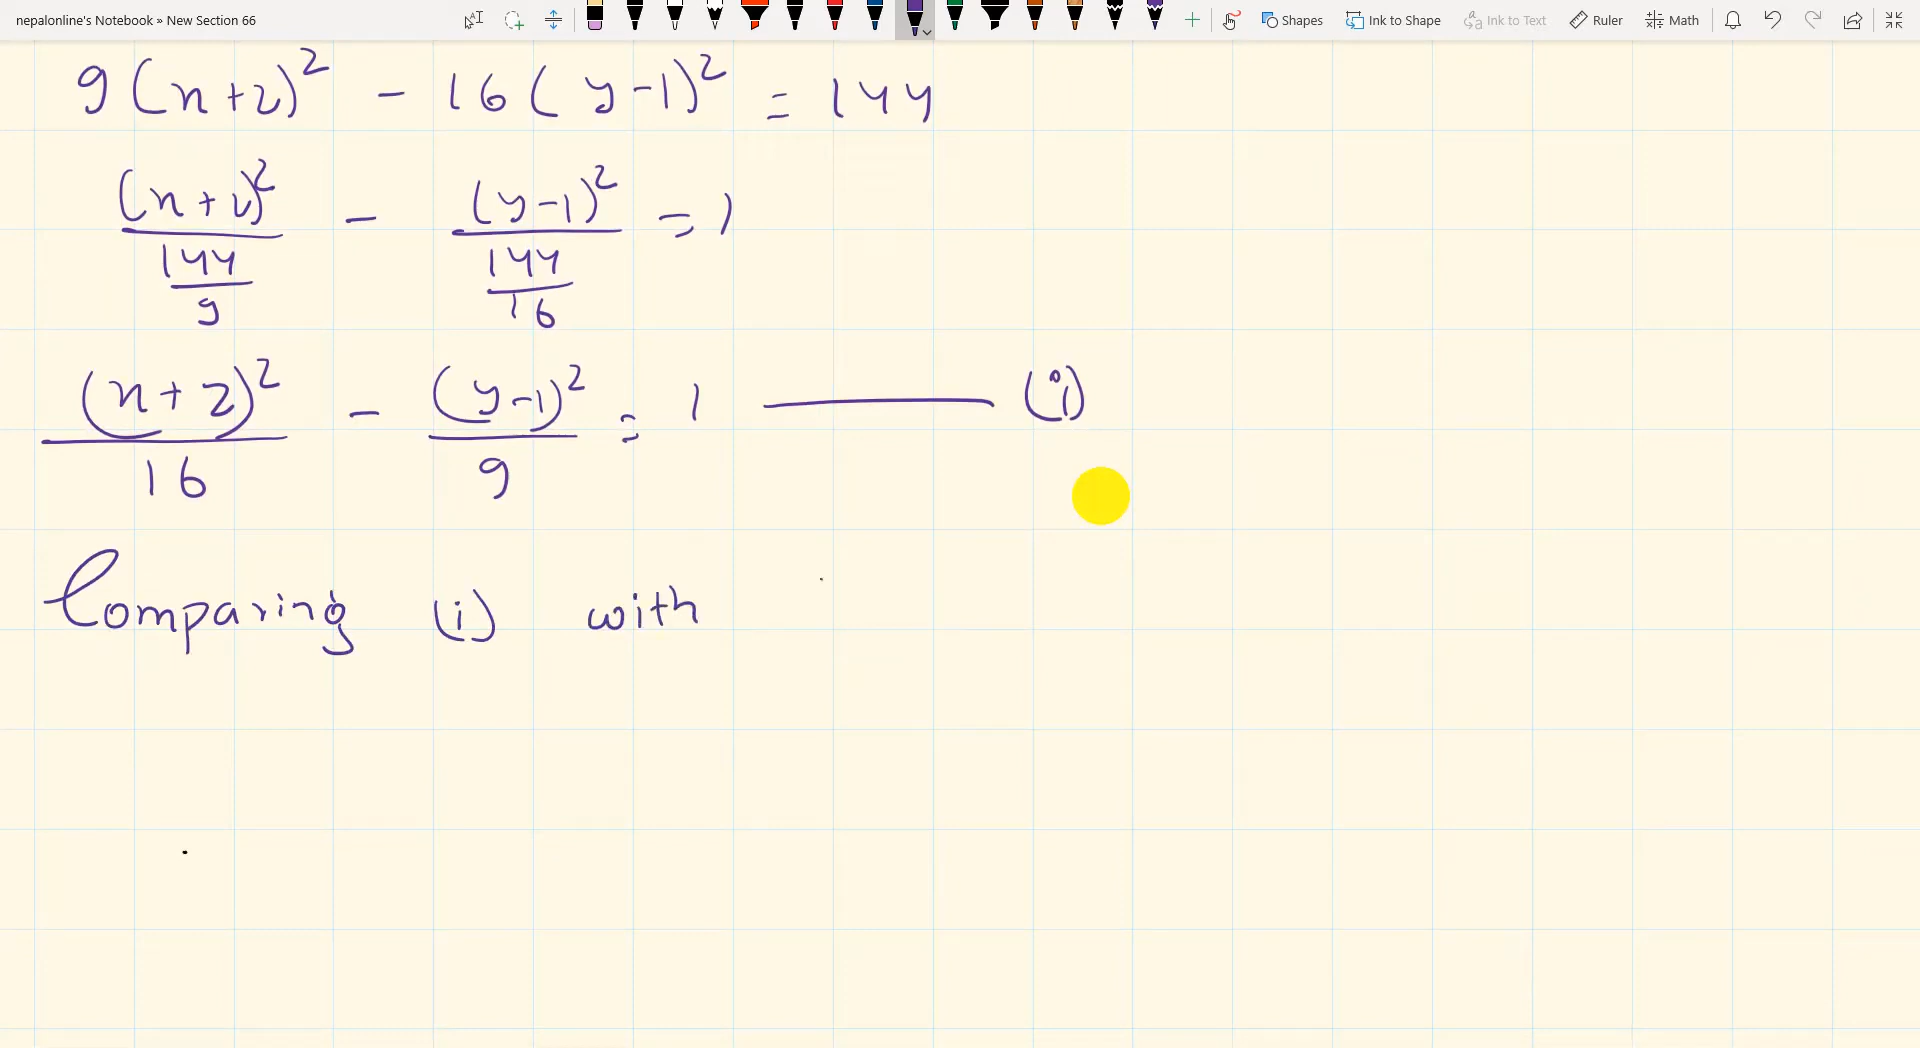 nepalonline's Notebook » New Section 66
Shapes Ink to Shape Ink to Text Ruler Math
9(x+2)² - 16(y-1)² = 144
(x+2)²/(144/9) - (y-1)²/(144/16) = 1
(x+2)²/16 - (y-1)²/9 = 1 ——— (i)
Comparing (i) with